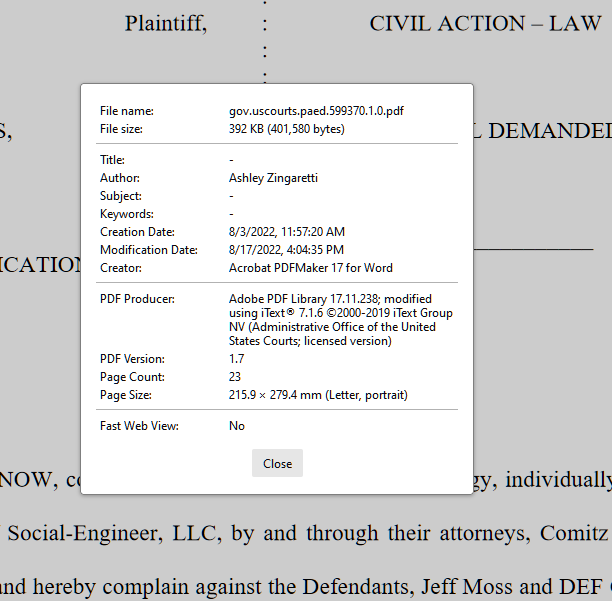 Plaintiff, : CIVIL ACTION – LAW
:
:
File name: gov.uscourts.paed.599370.1.0.pdf
File size: 392 KB (401,580 bytes)
S, L DEMANDED
Title: -
Author: Ashley Zingaretti
Subject: -
Keywords: -
Creation Date: 8/3/2022, 11:57:20 AM
Modification Date: 8/17/2022, 4:04:35 PM
ICATION
Creator: Acrobat PDFMaker 17 for Word
PDF Producer: Adobe PDF Library 17.11.238; modified
using iText® 7.1.6 ©2000-2019 iText Group
NV (Administrative Office of the United
States Courts; licensed version)
PDF Version: 1.7
Page Count: 23
Page Size: 215.9 × 279.4 mm (Letter, portrait)
Fast Web View: No
Close
NOW, co gy, individually
Social-Engineer, LLC, by and through their attorneys, Comitz
and hereby complain against the Defendants, Jeff Moss and DEF